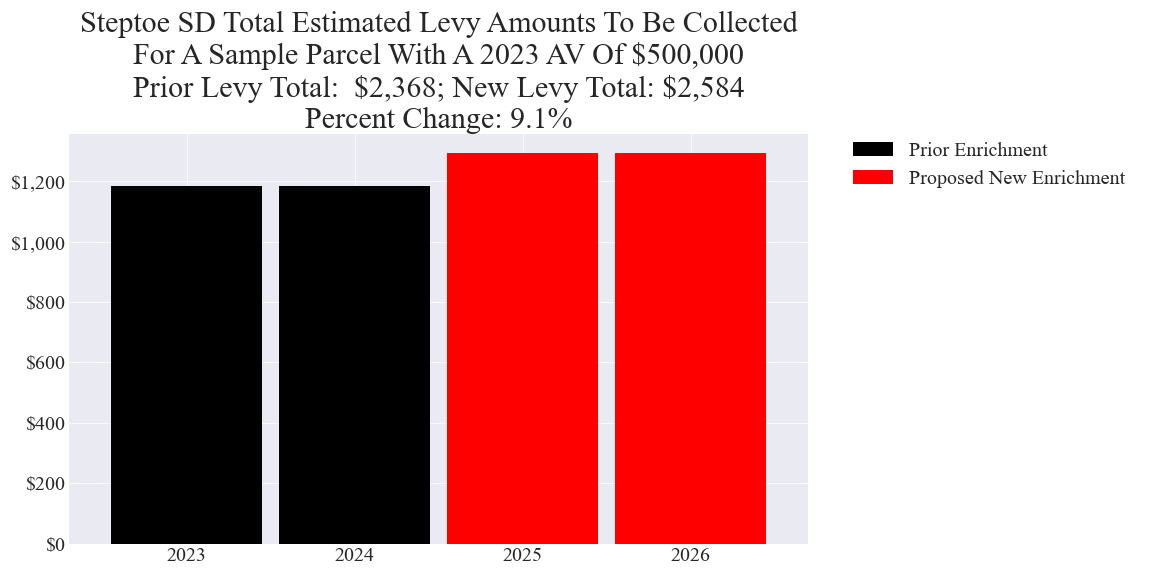 Steptoe SD Total Estimated Levy Amounts To Be Collected
For A Sample Parcel With A 2023 AV Of $500,000
Prior Levy Total:  $2,368; New Levy Total: $2,584
Percent Change: 9.1%
Prior Enrichment
Proposed New Enrichment
$1,200
$1,000
$800
$600
$400
$200
$0
2023 2024 2025 2026